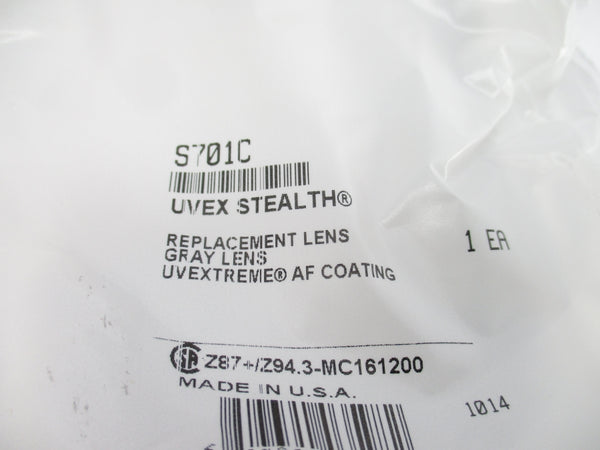 S701C
UVEX STEALTH®
REPLACEMENT LENS
GRAY LENS
1 EA
UVEXTREME® AF COATING
SA Z87+/Z94.3-MC161200
MADE IN U.S.A.
1014